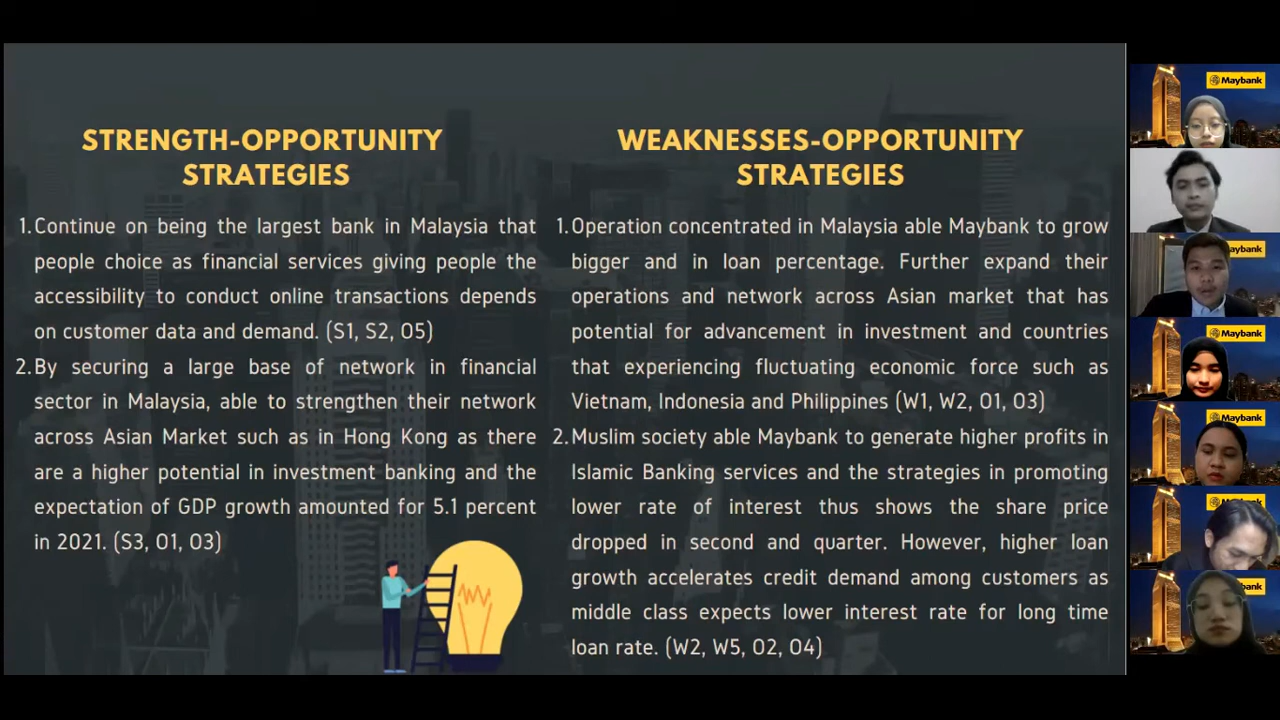 STRENGTH-OPPORTUNITY
STRATEGIES
1. Continue on being the largest bank in Malaysia that
people choice as financial services giving people the
accessibility to conduct online transactions depends
on customer data and demand. (S1, S2, O5)
2. By securing a large base of network in financial
sector in Malaysia, able to strengthen their network
across Asian Market such as in Hong Kong as there
are a higher potential in investment banking and the
expectation of GDP growth amounted for 5.1 percent
in 2021. (S3, O1, O3)
WEAKNESSES-OPPORTUNITY
STRATEGIES
1. Operation concentrated in Malaysia able Maybank to grow
bigger and in loan percentage. Further expand their
operations and network across Asian market that has
potential for advancement in investment and countries
that experiencing fluctuating economic force such as
Vietnam, Indonesia and Philippines (W1, W2, O1, O3)
2. Muslim society able Maybank to generate higher profits in
Islamic Banking services and the strategies in promoting
lower rate of interest thus shows the share price
dropped in second and quarter. However, higher loan
growth accelerates credit demand among customers as
middle class expects lower interest rate for long time
loan rate. (W2, W5, O2, O4)
Maybank
aybank
Maybank
Maybank
Maybank
Maybank